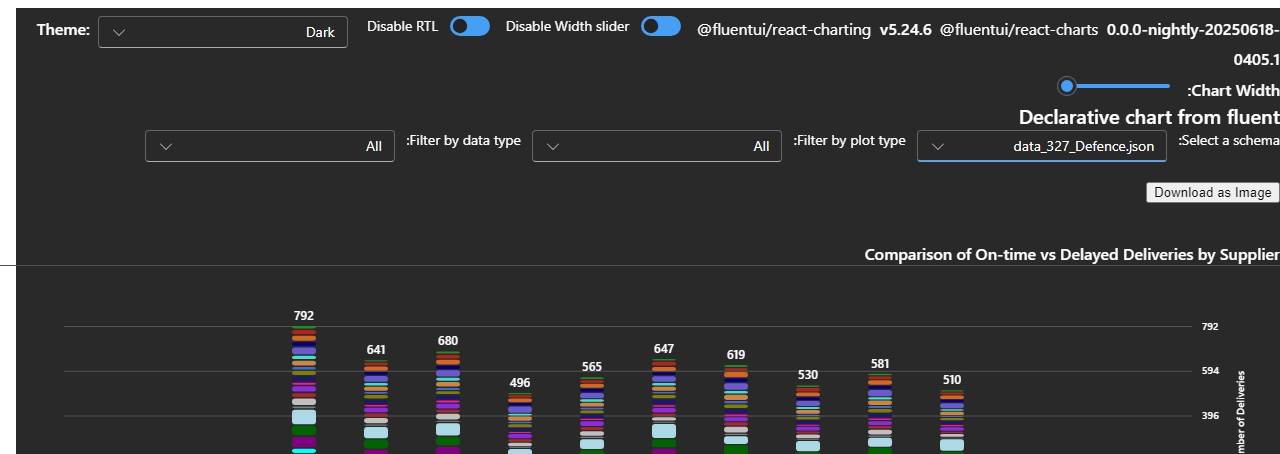 Theme: Dark Disable RTL Disable Width slider @fluentui/react-charting v5.24.6 @fluentui/react-charts 0.0.0-nightly-20250618-
0405.1
:Chart Width
Declarative chart from fluent
:Select a schema data_327_Defence.json :Filter by plot type All :Filter by data type All
Download as Image
Comparison of On-time vs Delayed Deliveries by Supplier
792
641
680
496
565
647
619
530
581
510
792
594
396
mber of Deliveries